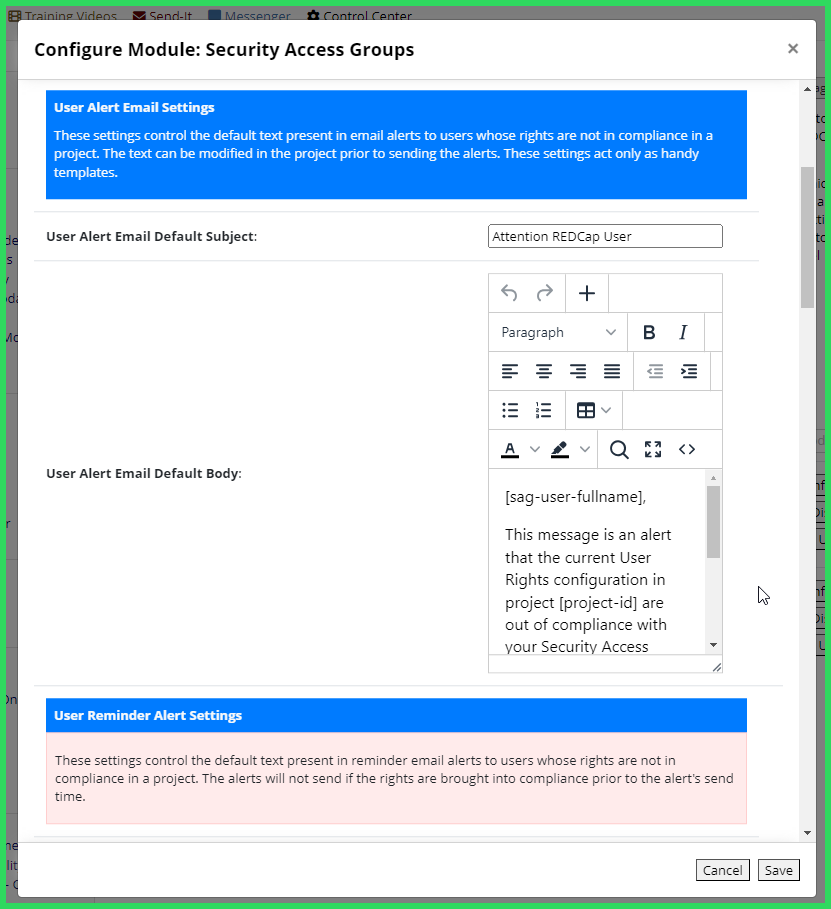 Training Videos Send-It Messenger Control Center
Configure Module: Security Access Groups ×
User Alert Email Settings
These settings control the default text present in email alerts to users whose rights are not in compliance in a
project. The text can be modified in the project prior to sending the alerts. These settings act only as handy
templates.
User Alert Email Default Subject:
Attention REDCap User
Paragraph
B I
A
User Alert Email Default Body:
[sag-user-fullname],
This message is an alert
that the current User
Rights configuration in
project [project-id] are
out of compliance with
your Security Access
User Reminder Alert Settings
These settings control the default text present in reminder email alerts to users whose rights are not in
compliance in a project. The alerts will not send if the rights are brought into compliance prior to the alert's send
time.
Cancel Save